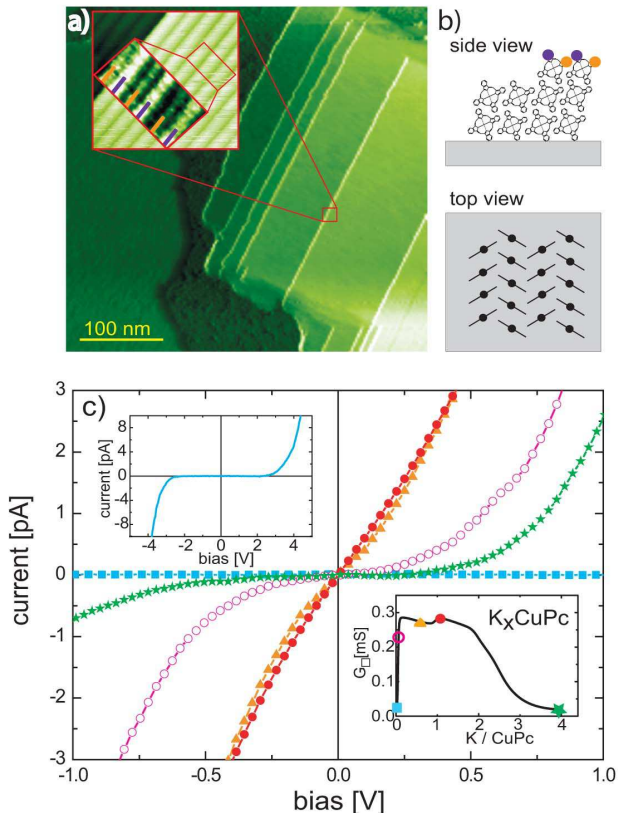 a)
100 nm
b)
side view
top view
c)
current [pA]
3
2
1
0
-1
-2
-3
-1.0
-0.5
0.0
0.5
1.0
bias [V]
current [pA]
8
4
0
-4
-8
-4
-2
0
2
4
bias [V]
KxCuPc
G□[mS]
0.3
0.2
0.1
0.0
0
1
2
3
4
K / CuPc